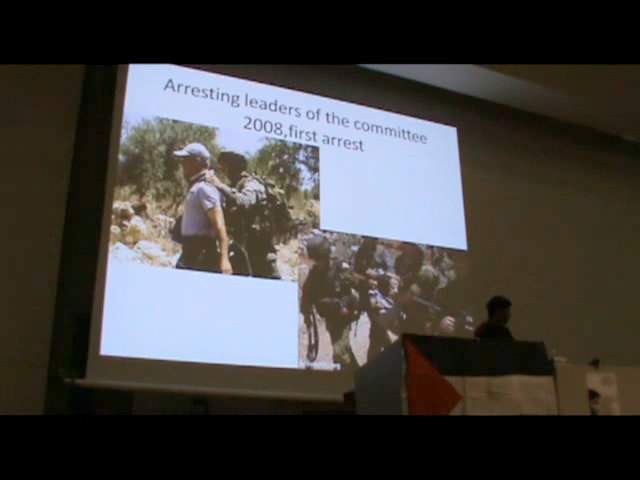 Arresting leaders of the committee
2008,first arrest